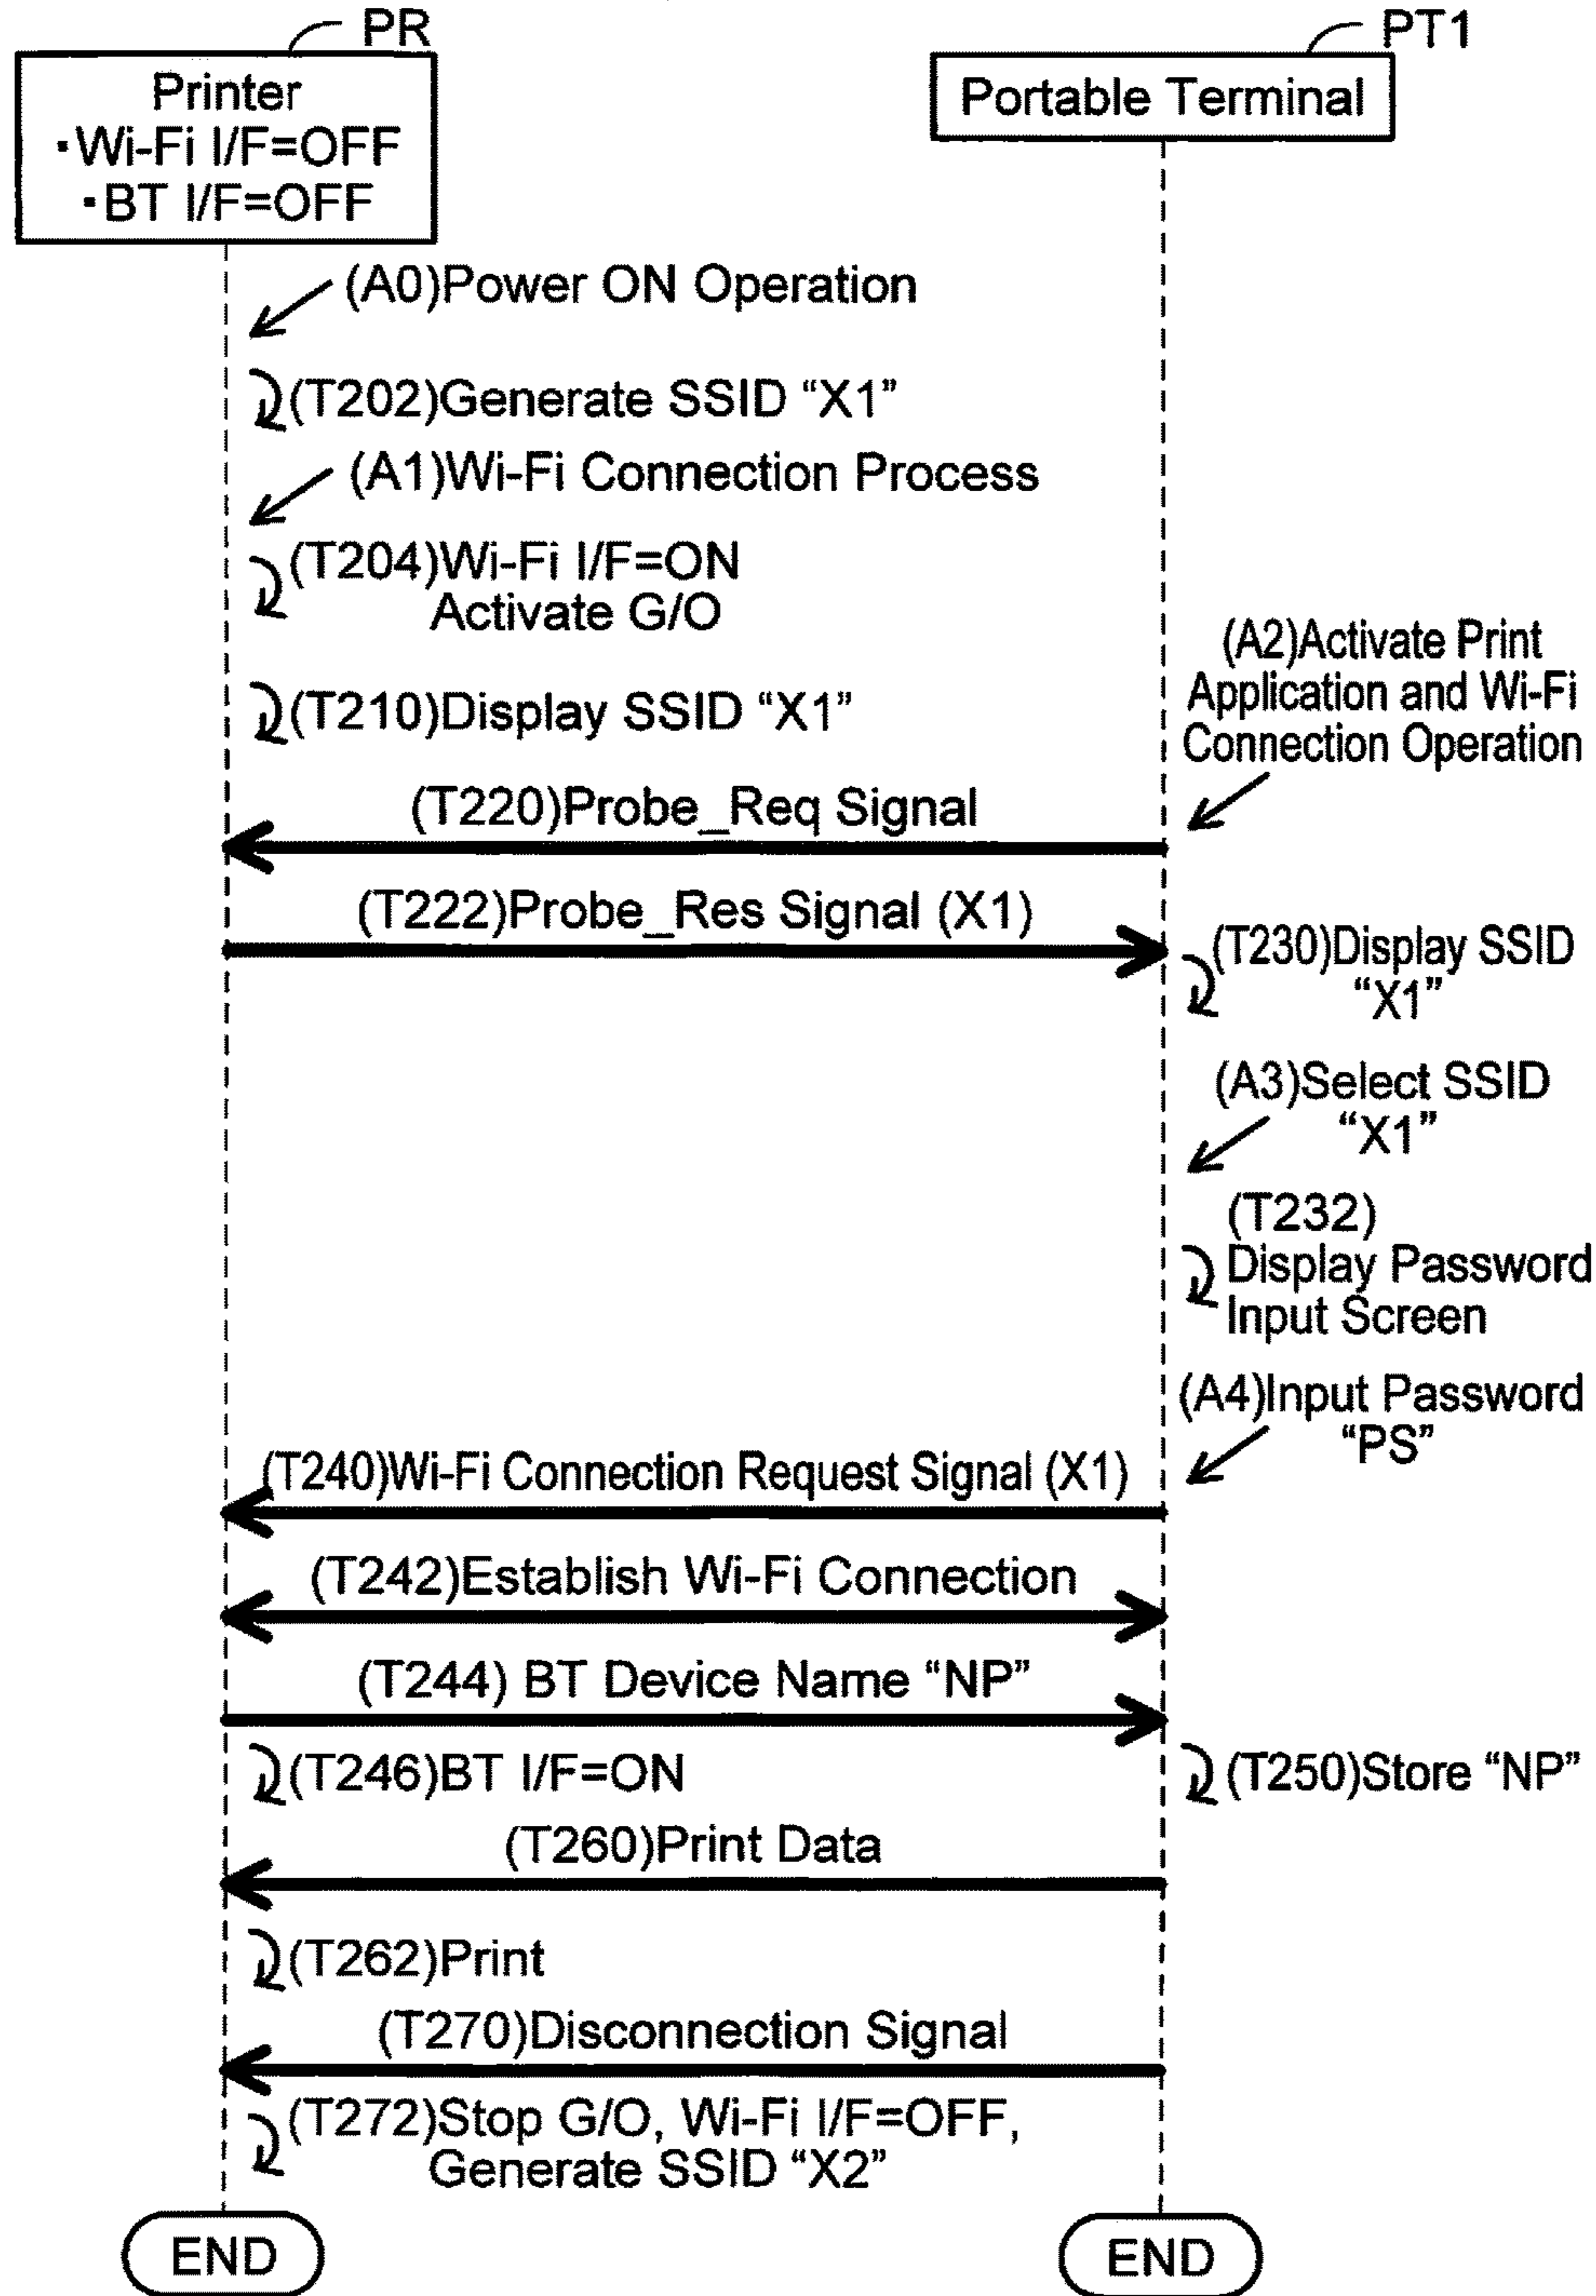 PR
PT1
Printer
·Wi-Fi I/F=OFF
·BT I/F=OFF
Portable Terminal
(A0)Power ON Operation
(T202)Generate SSID “X1”
(A1)Wi-Fi Connection Process
(T204)Wi-Fi I/F=ON
Activate G/O
(A2)Activate Print
Application and Wi-Fi
Connection Operation
(T210)Display SSID “X1”
(T220)Probe_Req Signal
(T222)Probe_Res Signal (X1)
(T230)Display SSID
“X1”
(A3)Select SSID
“X1”
(T232)
Display Password
Input Screen
(A4)Input Password
“PS”
(T240)Wi-Fi Connection Request Signal (X1)
(T242)Establish Wi-Fi Connection
(T244) BT Device Name “NP”
(T246)BT I/F=ON
(T250)Store “NP”
(T260)Print Data
(T262)Print
(T270)Disconnection Signal
(T272)Stop G/O, Wi-Fi I/F=OFF,
Generate SSID “X2”
END
END